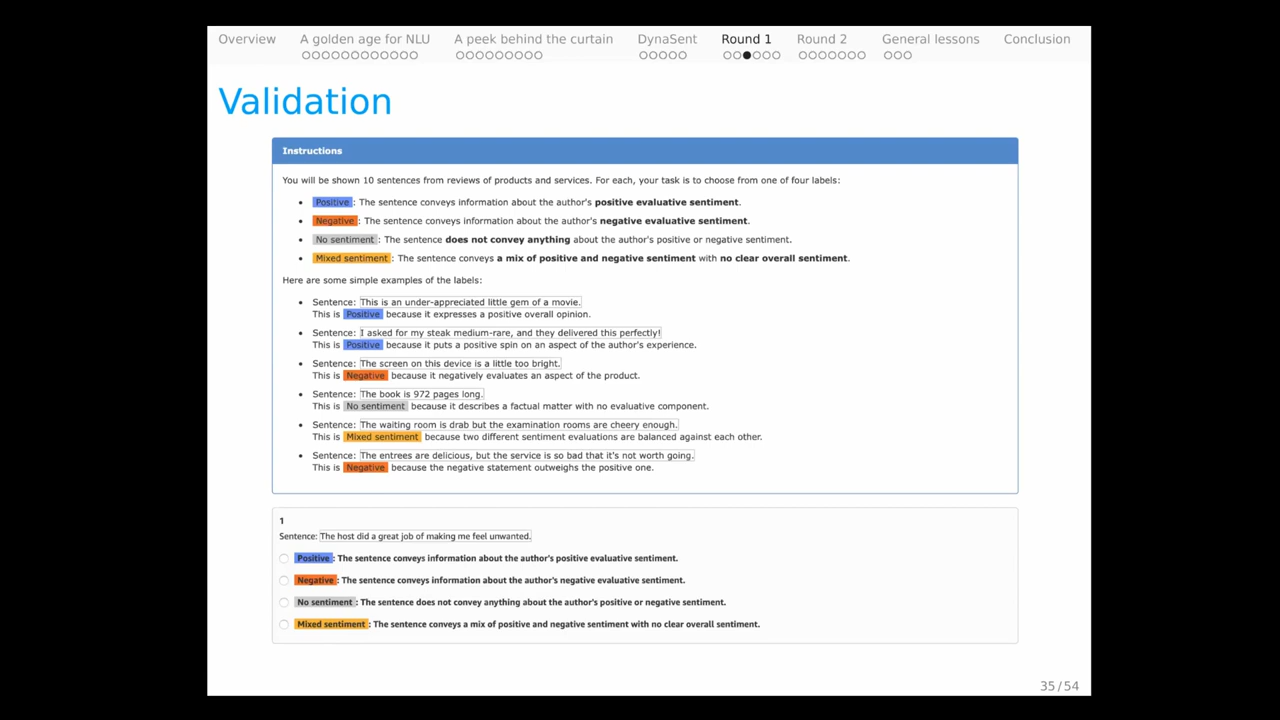 Overview A golden age for NLU A peek behind the curtain DynaSent Round 1 Round 2 General lessons Conclusion
Validation
Instructions
You will be shown 10 sentences from reviews of products and services. For each, your task is to choose from one of four labels:
• Positive: The sentence conveys information about the author's positive evaluative sentiment.
• Negative: The sentence conveys information about the author's negative evaluative sentiment.
• No sentiment: The sentence does not convey anything about the author's positive or negative sentiment.
• Mixed sentiment: The sentence conveys a mix of positive and negative sentiment with no clear overall sentiment.
Here are some simple examples of the labels:
• Sentence: This is an under-appreciated little gem of a movie.
This is Positive because it expresses a positive overall opinion.
• Sentence: I asked for my steak medium-rare, and they delivered this perfectly!
This is Positive because it puts a positive spin on an aspect of the author's experience.
• Sentence: The screen on this device is a little too bright.
This is Negative because it negatively evaluates an aspect of the product.
• Sentence: The book is 972 pages long.
This is No sentiment because it describes a factual matter with no evaluative component.
• Sentence: The waiting room is drab but the examination rooms are cheery enough.
This is Mixed sentiment because two different sentiment evaluations are balanced against each other.
• Sentence: The entrees are delicious, but the service is so bad that it's not worth going.
This is Negative because the negative statement outweighs the positive one.
1
Sentence: The host did a great job of making me feel unwanted.
Positive: The sentence conveys information about the author's positive evaluative sentiment.
Negative: The sentence conveys information about the author's negative evaluative sentiment.
No sentiment: The sentence does not convey anything about the author's positive or negative sentiment.
Mixed sentiment: The sentence conveys a mix of positive and negative sentiment with no clear overall sentiment.
35/54